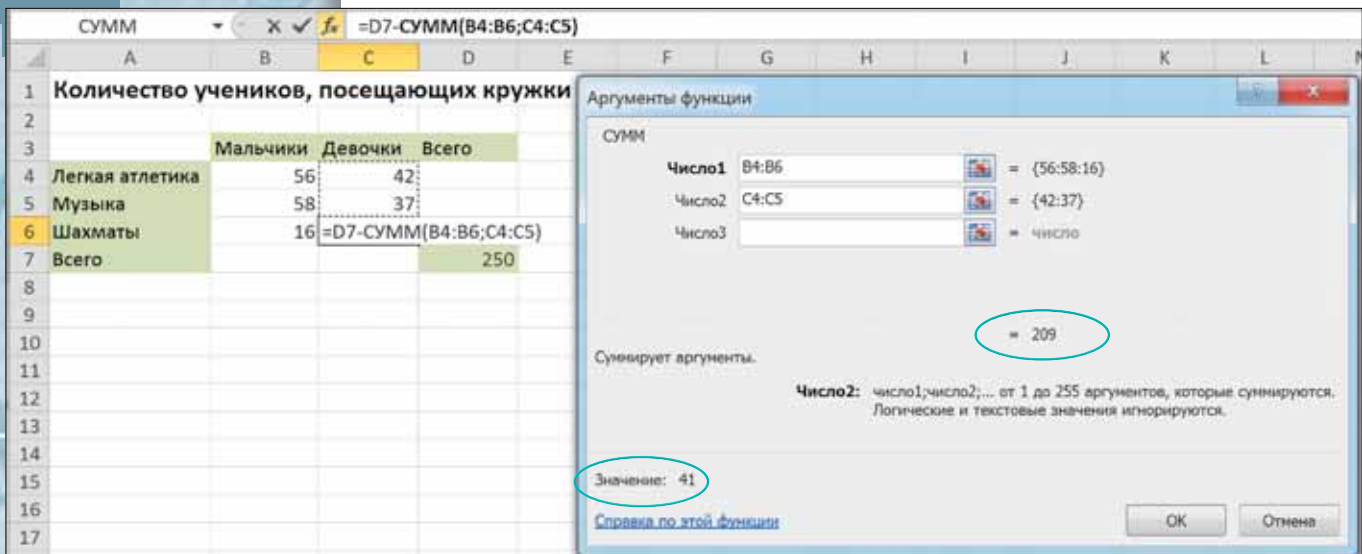 СУММ fx =D7-СУММ(B4:B6;C4:C5)
A B C D E F G H I J K L
1 Количество учеников, посещающих кружки
2
3 Мальчики Девочки Всего
4 Легкая атлетика 56 42
5 Музыка 58 37
6 Шахматы 16 =D7-СУММ(B4:B6;C4:C5)
7 Всего 250
8
9
10
11
12
13
14
15
16
17
Аргументы функции
СУММ
Число1 B4:B6 = {56:58:16}
Число2 C4:C5 = {42:37}
Число3 = число
= 209
Суммирует аргументы.
Число2: число1;число2;... от 1 до 255 аргументов, которые суммируются.
Логические и текстовые значения игнорируются.
Значение: 41
Справка по этой функции
OK Отмена